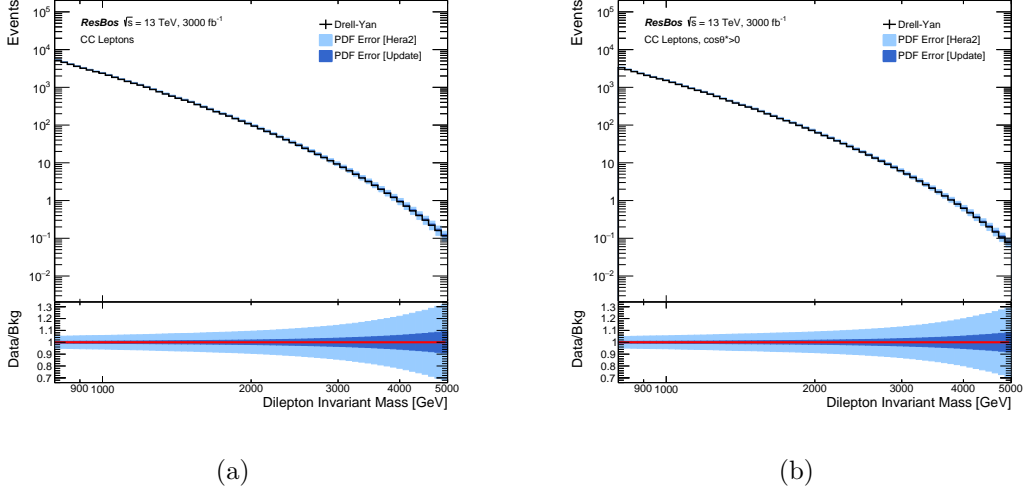 Events
10⁵
10⁴
10³
10²
10
1
10⁻¹
10⁻²
ResBos √s = 13 TeV, 3000 fb⁻¹
CC Leptons
Drell-Yan
PDF Error [Hera2]
PDF Error [Update]
Data/Bkg
1.3
1.2
1.1
1
0.9
0.8
0.7
900 1000 2000 3000 4000 5000
Dilepton Invariant Mass [GeV]
(a)
Events
10⁵
10⁴
10³
10²
10
1
10⁻¹
10⁻²
ResBos √s = 13 TeV, 3000 fb⁻¹
CC Leptons, cosθ*>0
Drell-Yan
PDF Error [Hera2]
PDF Error [Update]
Data/Bkg
1.3
1.2
1.1
1
0.9
0.8
0.7
900 1000 2000 3000 4000 5000
Dilepton Invariant Mass [GeV]
(b)